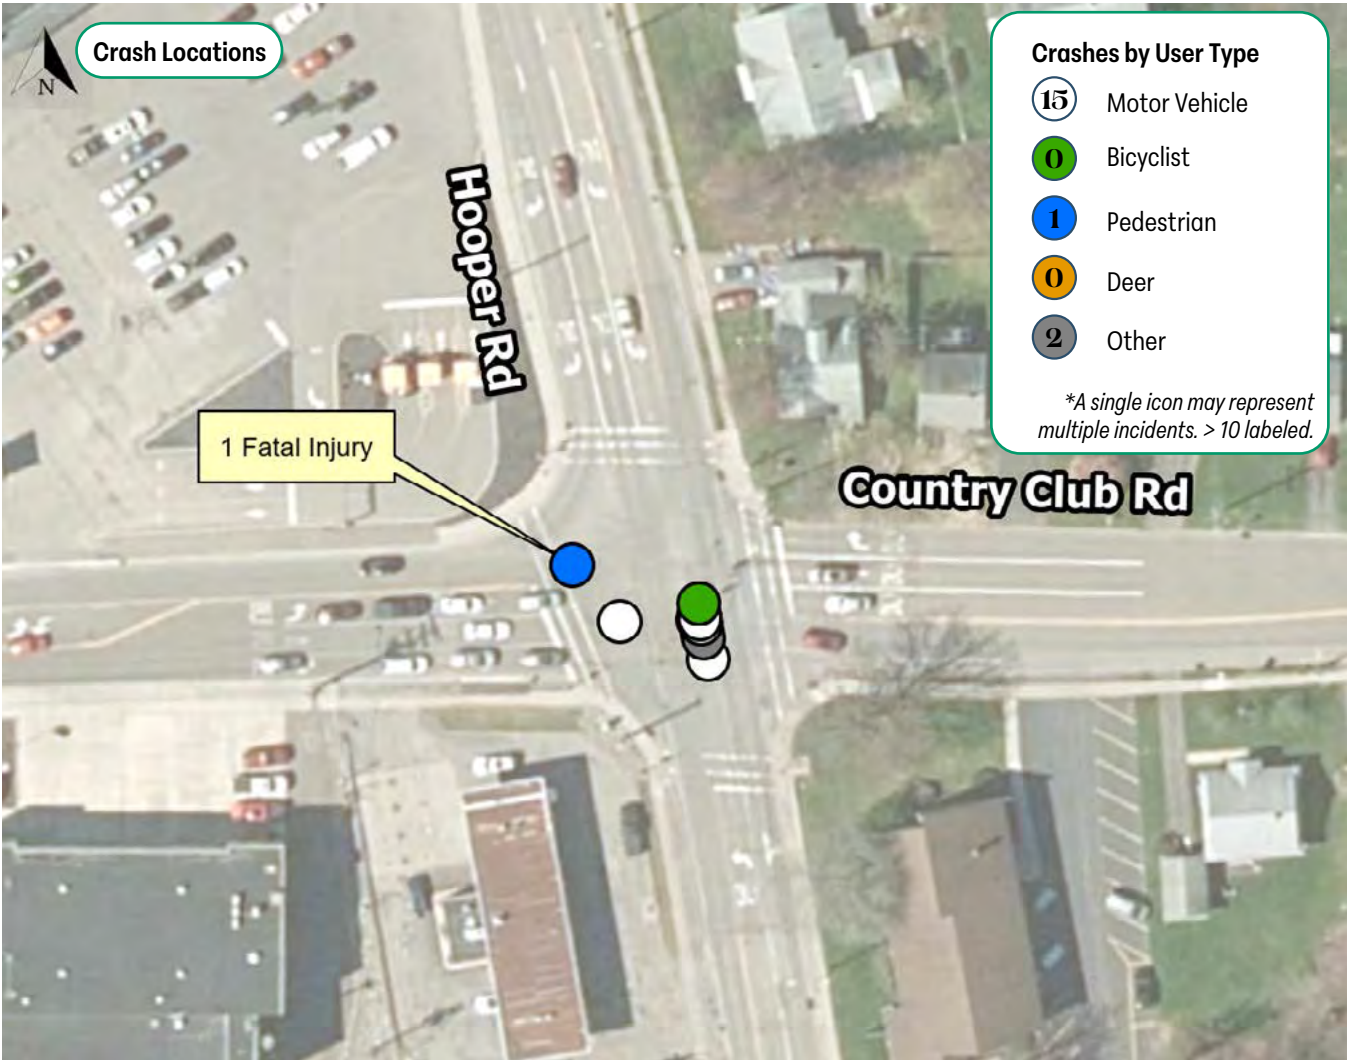 N
Crash Locations
Crashes by User Type
15 Motor Vehicle
0 Bicyclist
1 Pedestrian
0 Deer
2 Other
*A single icon may represent
multiple incidents. > 10 labeled.
Hooper Rd
1 Fatal Injury
Country Club Rd